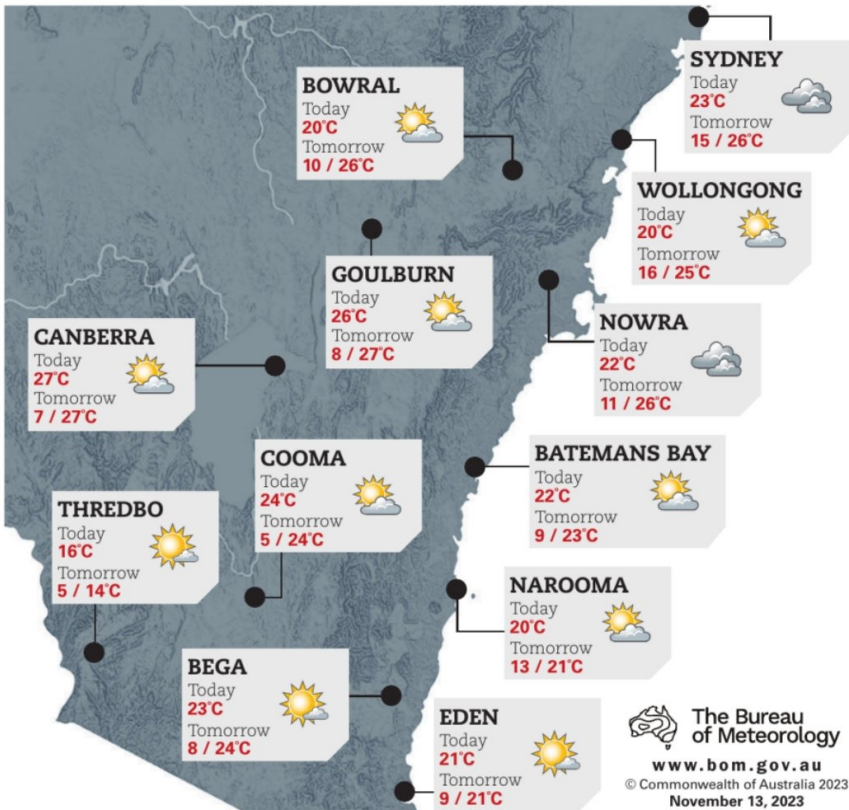 SYDNEY
Today
23°C
Tomorrow
15 / 26°C
BOWRAL
Today
20°C
Tomorrow
10 / 26°C
WOLLONGONG
Today
20°C
Tomorrow
16 / 25°C
GOULBURN
Today
26°C
Tomorrow
8 / 27°C
NOWRA
Today
22°C
Tomorrow
11 / 26°C
CANBERRA
Today
27°C
Tomorrow
7 / 27°C
COOMA
Today
24°C
Tomorrow
5 / 24°C
BATEMANS BAY
Today
22°C
Tomorrow
9 / 23°C
THREDBO
Today
16°C
Tomorrow
5 / 14°C
NAROOMA
Today
20°C
Tomorrow
13 / 21°C
BEGA
Today
23°C
Tomorrow
8 / 24°C
EDEN
Today
21°C
Tomorrow
9 / 21°C
The Bureau
of Meteorology
www.bom.gov.au
© Commonwealth of Australia 2023
November 13, 2023